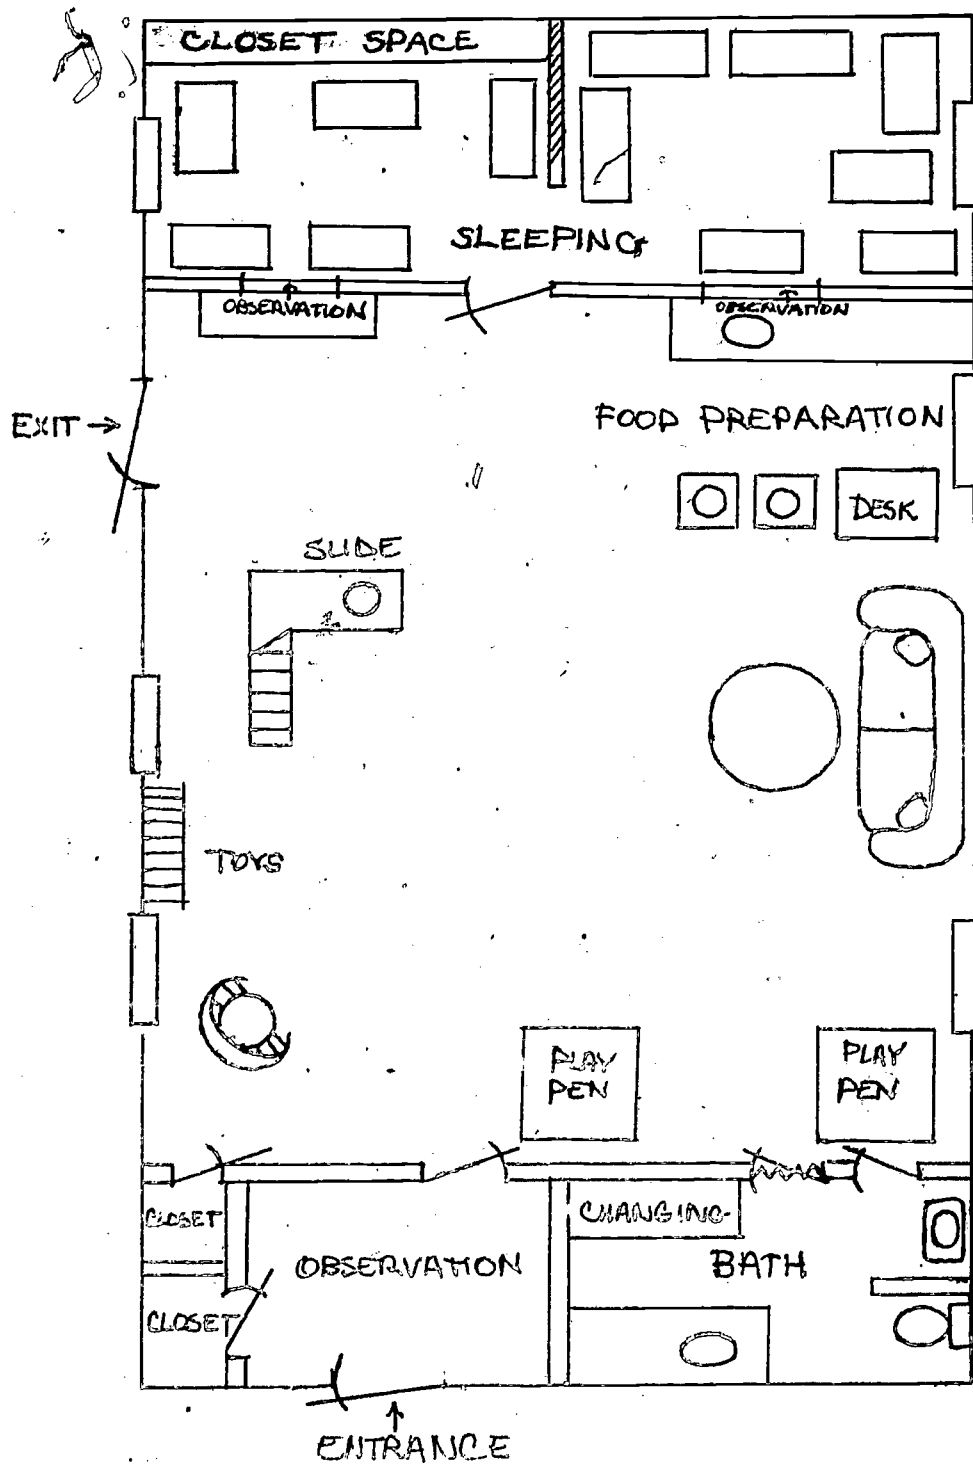 CLOSET SPACE
SLEEPING
OBSERVATION
OBSERVATION
EXIT →
FOOD PREPARATION
DESK
SLIDE
TOYS
PLAY
PEN
PLAY
PEN
CLOSET
CHANGING
OBSERVATION
BATH
CLOSET
ENTRANCE